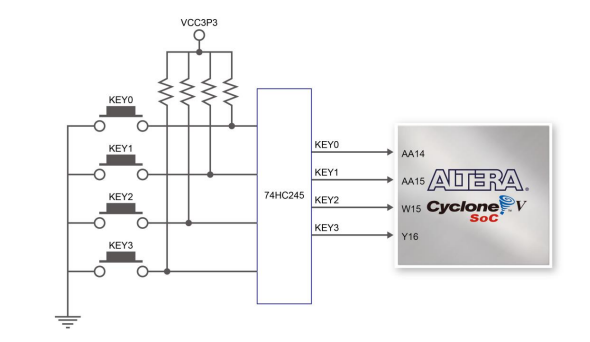 VCC3P3
KEY0
KEY1
KEY2
KEY3
74HC245
KEY0
KEY1
KEY2
KEY3
AA14
AA15
W15
Y16
ALTERA®
Cyclone® V
SoC